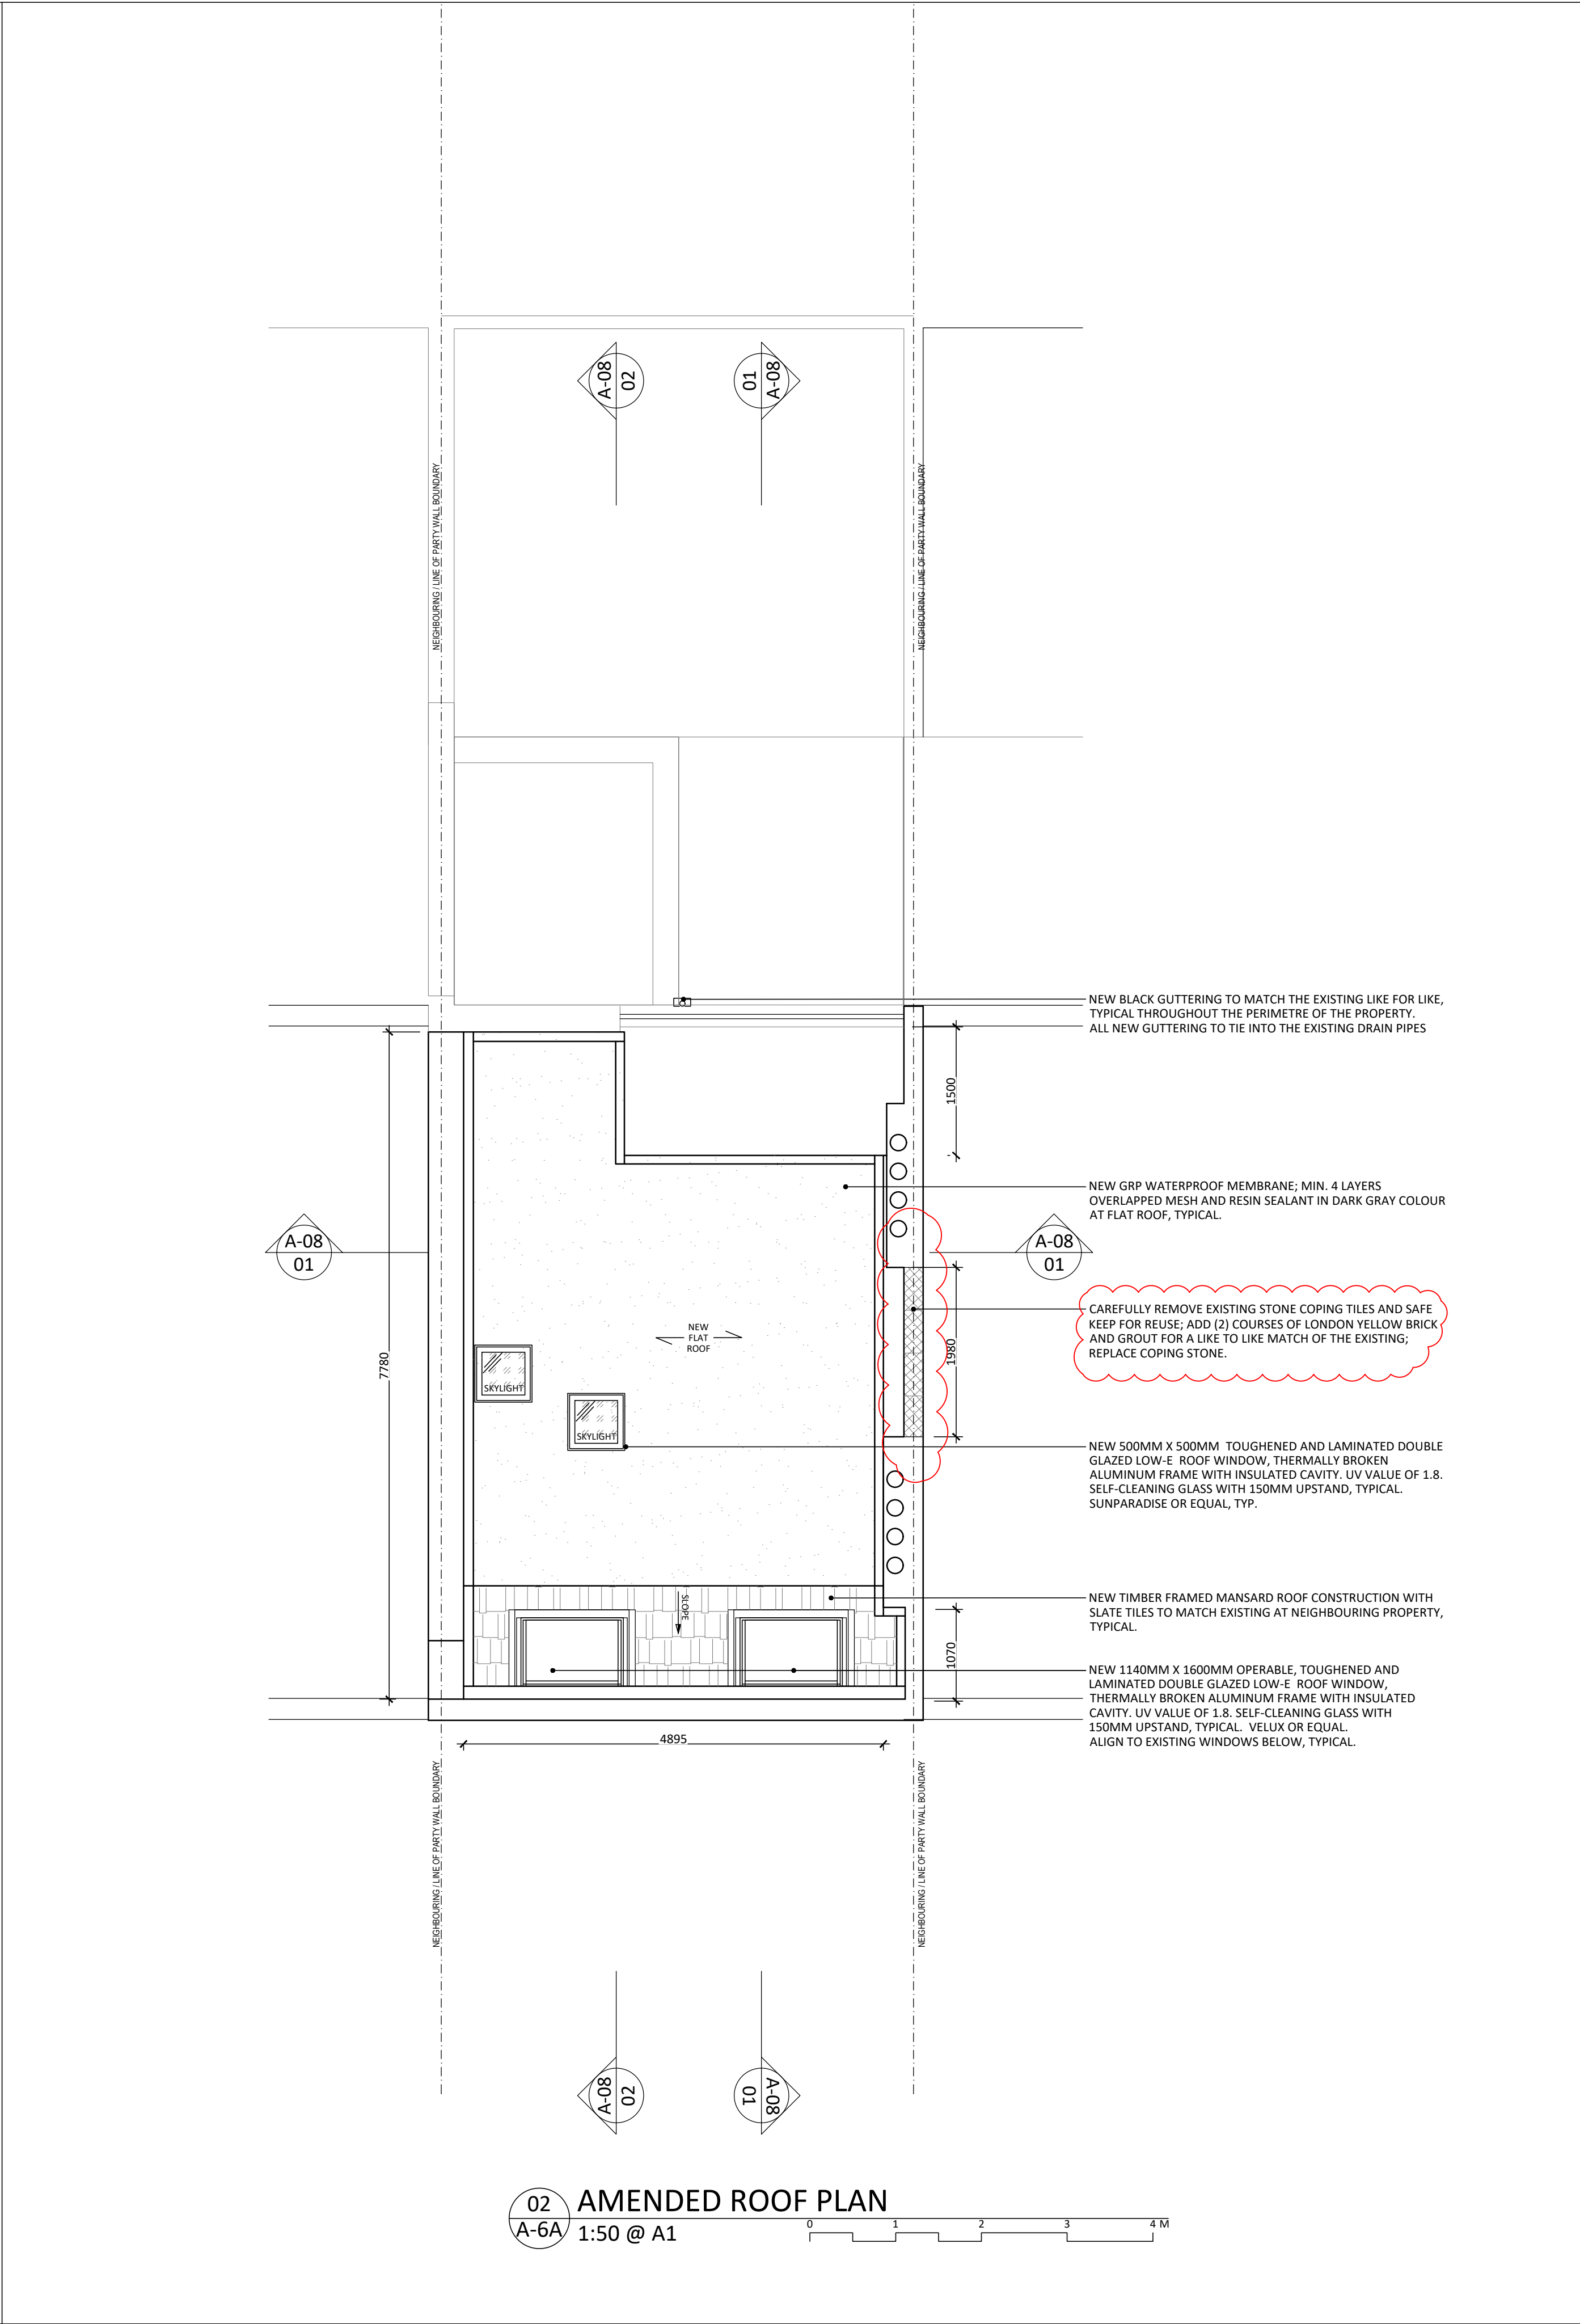 A-08
02
01
A-08
NEIGHBOURING / LINE OF PARTY WALL BOUNDARY
NEIGHBOURING / LINE OF PARTY WALL BOUNDARY
NEW BLACK GUTTERING TO MATCH THE EXISTING LIKE FOR LIKE,
TYPICAL THROUGHOUT THE PERIMETRE OF THE PROPERTY.
ALL NEW GUTTERING TO TIE INTO THE EXISTING DRAIN PIPES
1500
NEW GRP WATERPROOF MEMBRANE; MIN. 4 LAYERS
OVERLAPPED MESH AND RESIN SEALANT IN DARK GRAY COLOUR
AT FLAT ROOF, TYPICAL.
A-08
01
A-08
01
CAREFULLY REMOVE EXISTING STONE COPING TILES AND SAFE
KEEP FOR REUSE; ADD (2) COURSES OF LONDON YELLOW BRICK
AND GROUT FOR A LIKE TO LIKE MATCH OF THE EXISTING;
REPLACE COPING STONE.
NEW
FLAT
ROOF
7780
1980
SKYLIGHT
SKYLIGHT
NEW 500MM X 500MM TOUGHENED AND LAMINATED DOUBLE
GLAZED LOW-E ROOF WINDOW, THERMALLY BROKEN
ALUMINUM FRAME WITH INSULATED CAVITY. UV VALUE OF 1.8.
SELF-CLEANING GLASS WITH 150MM UPSTAND, TYPICAL.
SUNPARADISE OR EQUAL, TYP.
SLOPE
NEW TIMBER FRAMED MANSARD ROOF CONSTRUCTION WITH
SLATE TILES TO MATCH EXISTING AT NEIGHBOURING PROPERTY,
TYPICAL.
1070
NEW 1140MM X 1600MM OPERABLE, TOUGHENED AND
LAMINATED DOUBLE GLAZED LOW-E ROOF WINDOW,
THERMALLY BROKEN ALUMINUM FRAME WITH INSULATED
CAVITY. UV VALUE OF 1.8. SELF-CLEANING GLASS WITH
150MM UPSTAND, TYPICAL. VELUX OR EQUAL.
ALIGN TO EXISTING WINDOWS BELOW, TYPICAL.
4895
NEIGHBOURING / LINE OF PARTY WALL BOUNDARY
NEIGHBOURING / LINE OF PARTY WALL BOUNDARY
A-08
02
01
A-08
02
A-6A
AMENDED ROOF PLAN
1:50 @ A1
0 1 2 3 4 M